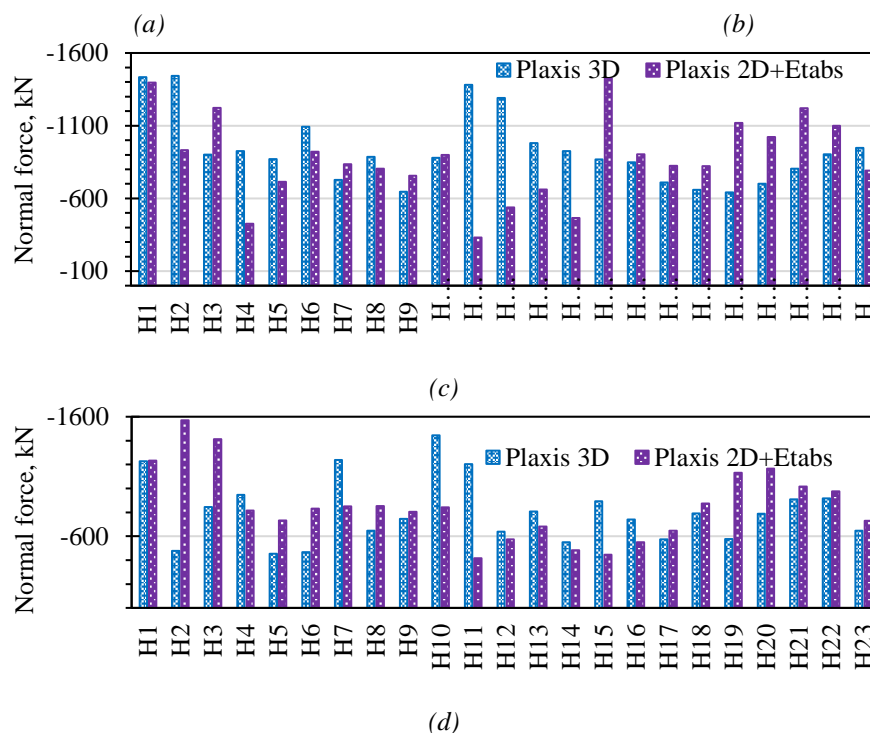 (a) (b)
Normal force, kN
-1600
-1100
-600
-100
Plaxis 3D Plaxis 2D+Etabs
H1 H2 H3 H4 H5 H6 H7 H8 H9 H… H… H… H… H… H… H… H… H… H… H… H… H… H
(c)
Normal force, kN
-1600
-600
Plaxis 3D Plaxis 2D+Etabs
H1 H2 H3 H4 H5 H6 H7 H8 H9 H10 H11 H12 H13 H14 H15 H16 H17 H18 H19 H20 H21 H22 H23
(d)